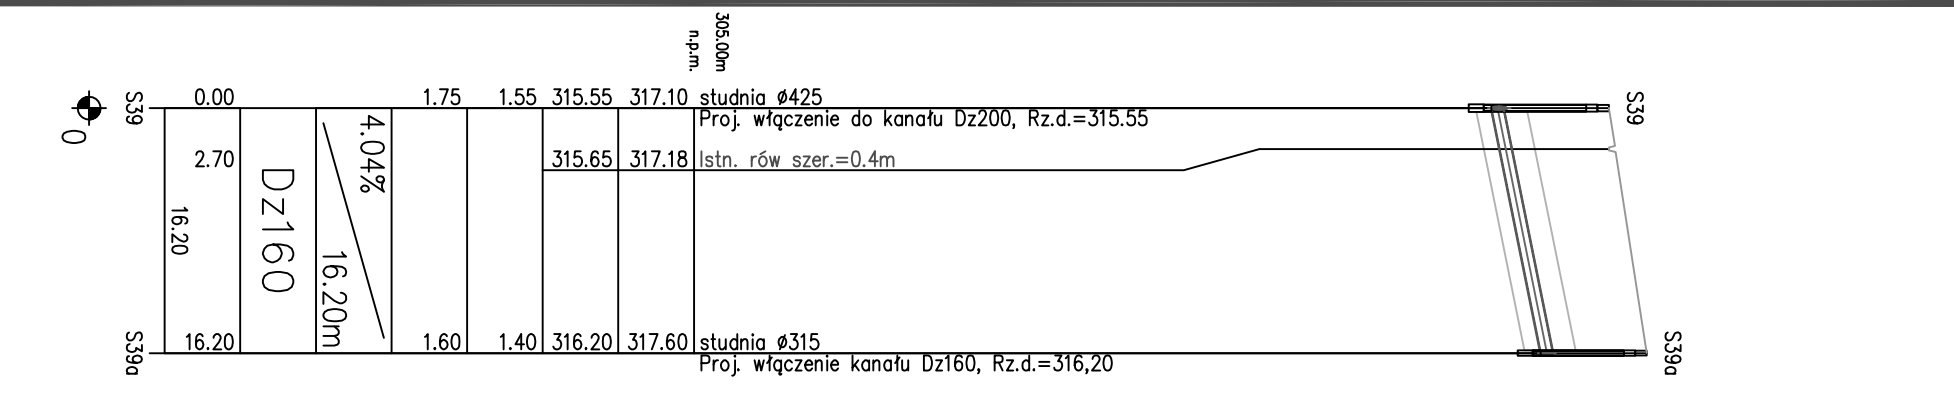 305.00m
n.p.m.
S39 0.00 1.75 1.55 315.55 317.10 studnia ø425 S39
Proj. włączenie do kanału Dz200, Rz.d.=315.55
0
4.04%
2.70 315.65 317.18 Istn. rów szer.=0.4m
Dz160
16.20
16.20m
S39a 16.20 1.60 1.40 316.20 317.60 studnia ø315 S39a
Proj. włączenie kanału Dz160, Rz.d.=316,20